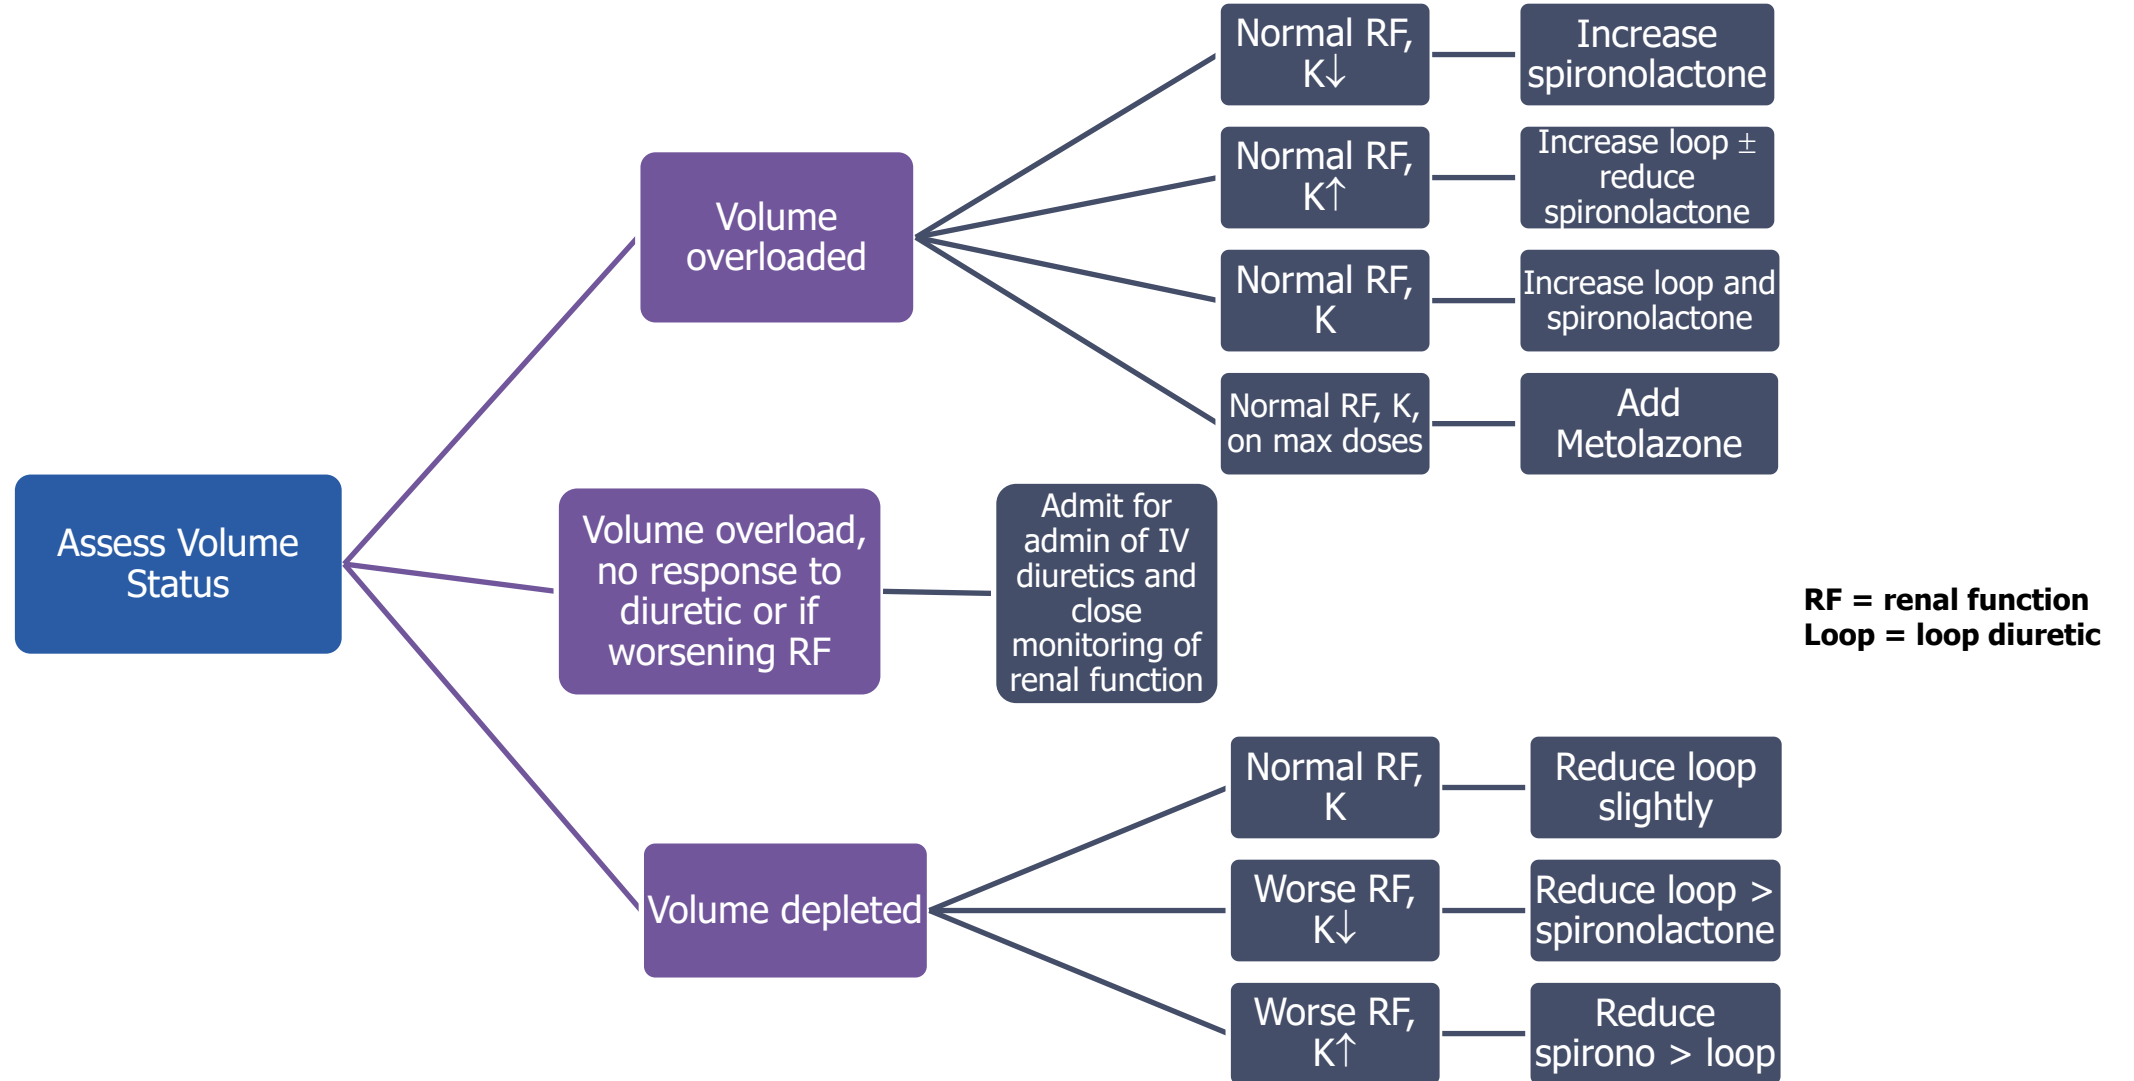 Assess Volume
Status
Volume
overloaded
Normal RF,
K↓
Increase
spironolactone
Normal RF,
K↑
Increase loop ±
reduce
spironolactone
Normal RF,
K
Increase loop and
spironolactone
Normal RF, K,
on max doses
Add
Metolazone
Volume overload,
no response to
diuretic or if
worsening RF
Admit for
admin of IV
diuretics and
close
monitoring of
renal function
Volume depleted
Normal RF,
K
Reduce loop
slightly
Worse RF,
K↓
Reduce loop >
spironolactone
Worse RF,
K↑
Reduce
spirono > loop
RF = renal function
Loop = loop diuretic